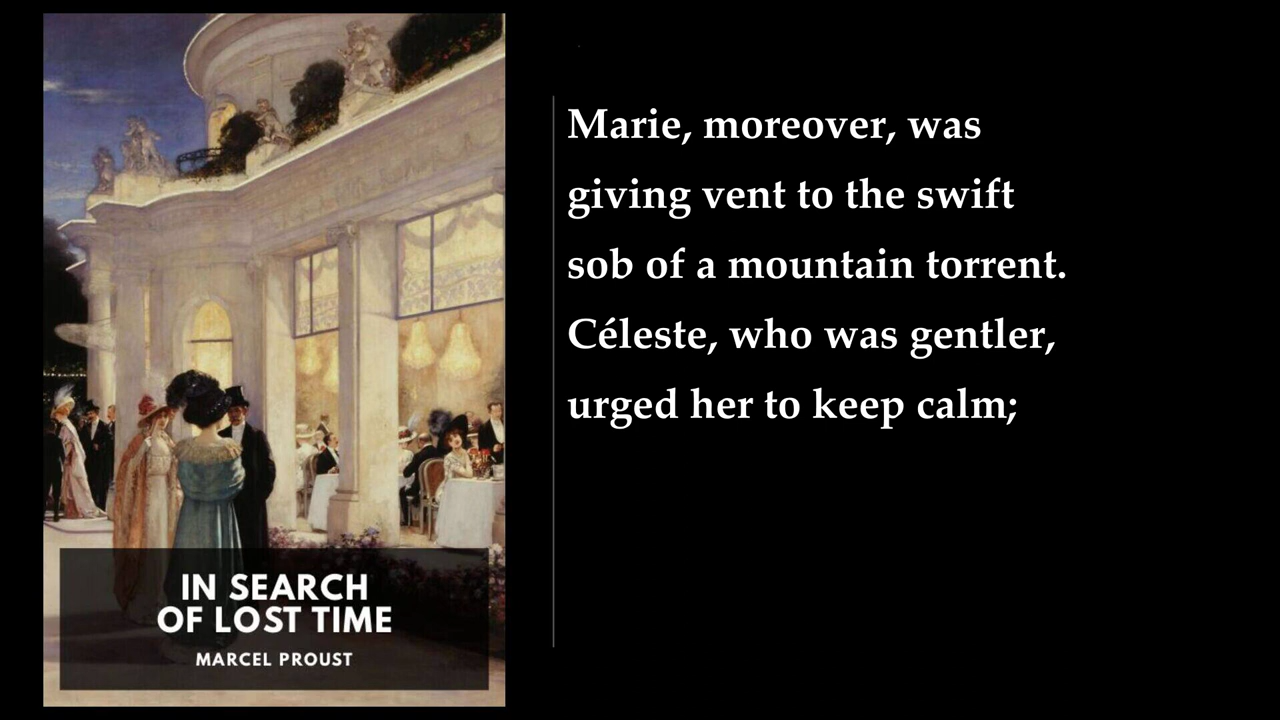 Marie, moreover, was
giving vent to the swift
sob of a mountain torrent.
Céleste, who was gentler,
urged her to keep calm;
IN SEARCH
OF LOST TIME
MARCEL PROUST